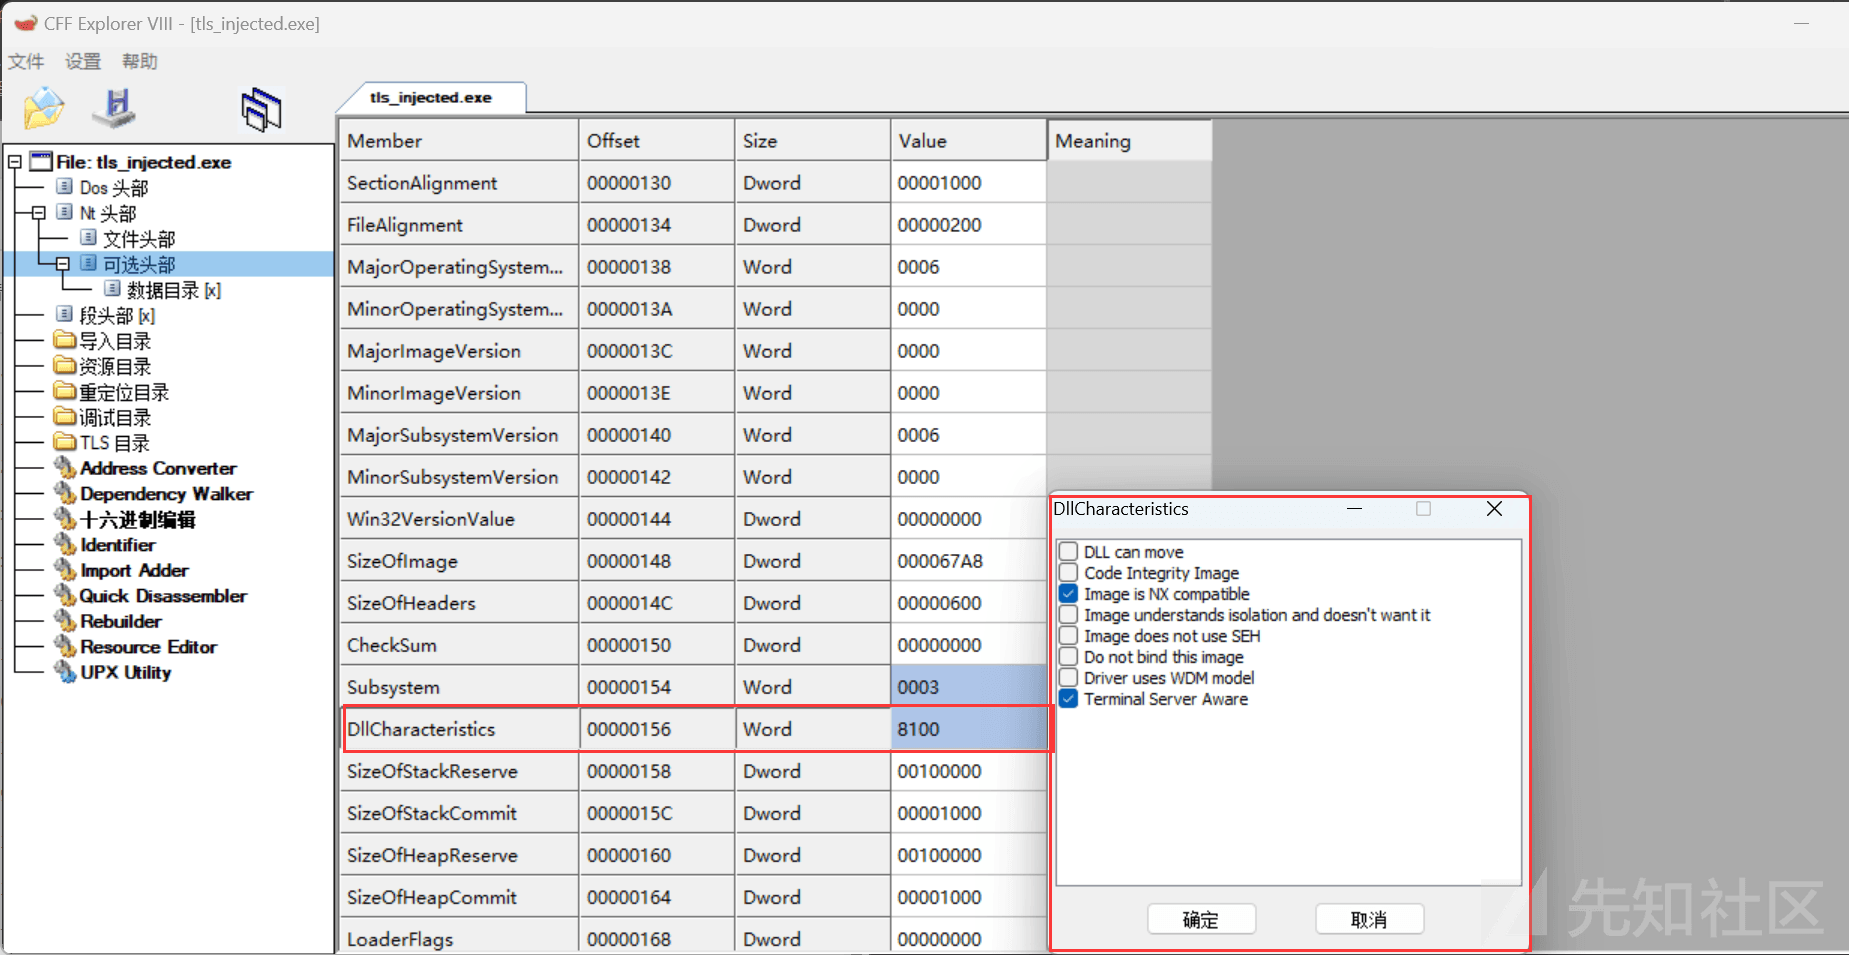 CFF Explorer VIII - [tls_injected.exe]
文件 设置 帮助
tls_injected.exe
File: tls_injected.exe
Dos 头部
Nt 头部
文件头部
可选头部
数据目录 [x]
段头部 [x]
导入目录
资源目录
重定位目录
调试目录
TLS 目录
Address Converter
Dependency Walker
十六进制编辑
Identifier
Import Adder
Quick Disassembler
Rebuilder
Resource Editor
UPX Utility
Member Offset Size Value Meaning
SectionAlignment 00000130 Dword 00001000
FileAlignment 00000134 Dword 00000200
MajorOperatingSystem... 00000138 Word 0006
MinorOperatingSystem... 0000013A Word 0000
MajorImageVersion 0000013C Word 0000
MinorImageVersion 0000013E Word 0000
MajorSubsystemVersion 00000140 Word 0006
MinorSubsystemVersion 00000142 Word 0000
Win32VersionValue 00000144 Dword 00000000
SizeOfImage 00000148 Dword 000067A8
SizeOfHeaders 0000014C Dword 00000600
CheckSum 00000150 Dword 00000000
Subsystem 00000154 Word 0003
DllCharacteristics 00000156 Word 8100
SizeOfStackReserve 00000158 Dword 00100000
SizeOfStackCommit 0000015C Dword 00001000
SizeOfHeapReserve 00000160 Dword 00100000
SizeOfHeapCommit 00000164 Dword 00001000
LoaderFlags 00000168 Dword 00000000
DllCharacteristics
DLL can move
Code Integrity Image
Image is NX compatible
Image understands isolation and doesn't want it
Image does not use SEH
Do not bind this image
Driver uses WDM model
Terminal Server Aware
确定 取消
先知社区